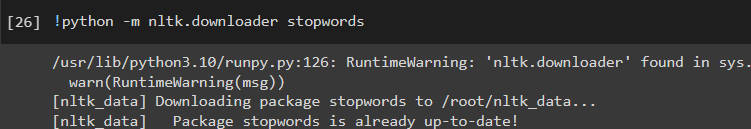 [26] !python -m nltk.downloader stopwords
/usr/lib/python3.10/runpy.py:126: RuntimeWarning: 'nltk.downloader' found in sys.
warn(RuntimeWarning(msg))
[nltk_data] Downloading package stopwords to /root/nltk_data...
[nltk_data]   Package stopwords is already up-to-date!